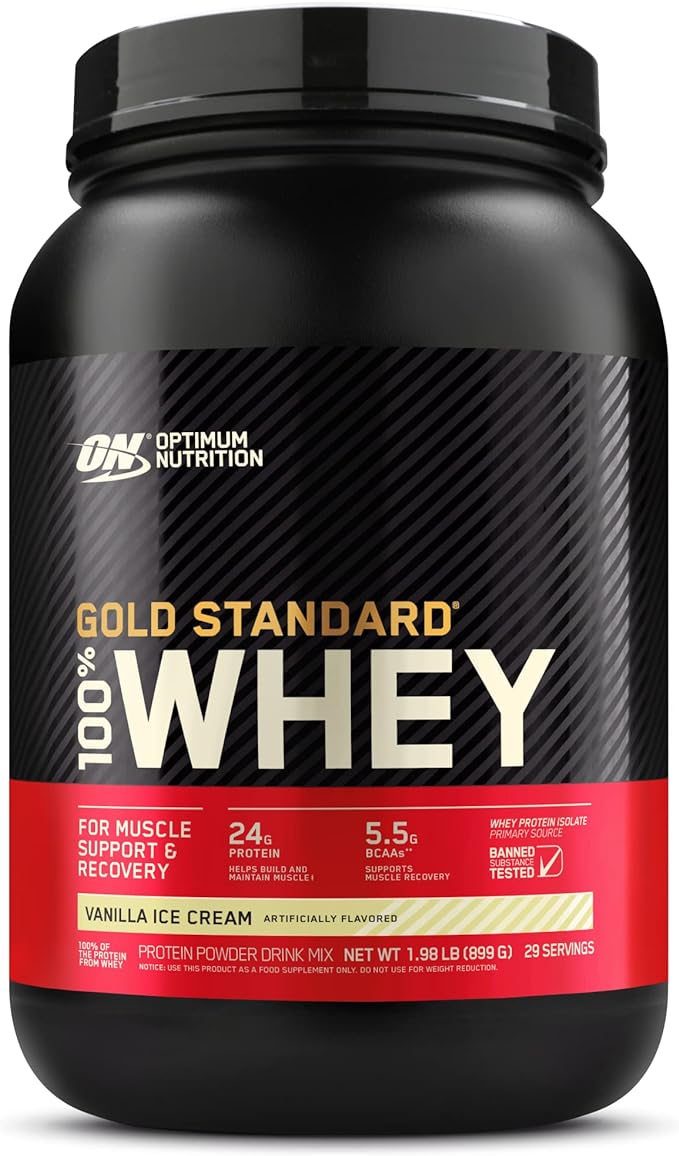 ON® OPTIMUM
NUTRITION
GOLD STANDARD®
100% WHEY
FOR MUSCLE
SUPPORT &
RECOVERY
24G
PROTEIN
HELPS BUILD AND
MAINTAIN MUSCLE‡
5.5G
BCAAs**
SUPPORTS
MUSCLE RECOVERY
WHEY PROTEIN ISOLATE
PRIMARY SOURCE
BANNED
SUBSTANCE
TESTED
VANILLA ICE CREAM ARTIFICIALLY FLAVORED
100% OF
THE PROTEIN
FROM WHEY
PROTEIN POWDER DRINK MIX NET WT 1.98 LB (899 G) 29 SERVINGS
NOTICE: USE THIS PRODUCT AS A FOOD SUPPLEMENT ONLY. DO NOT USE FOR WEIGHT REDUCTION.